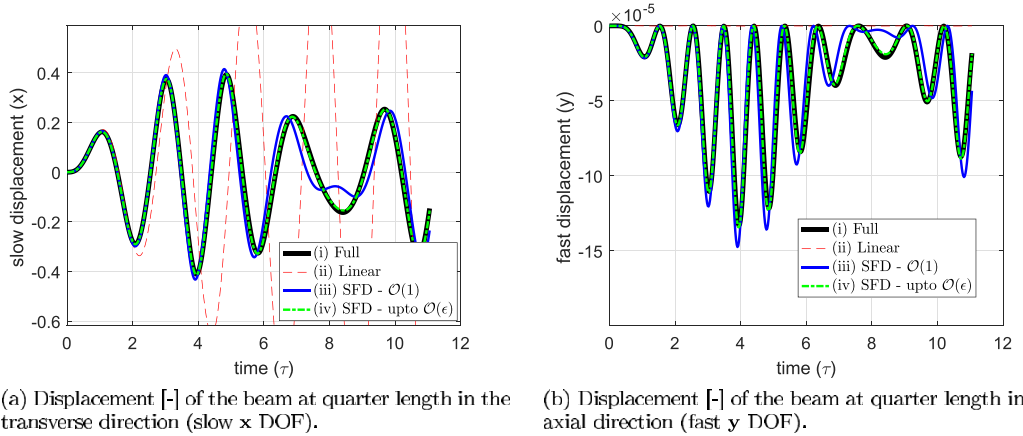 0.4
0.2
0
-0.2
-0.4
-0.6
slow displacement (x)
0 2 4 6 8 10 12
time (τ)
(i) Full
(ii) Linear
(iii) SFD - O(1)
(iv) SFD - upto O(ϵ)
×10⁻⁵
0
-5
-10
-15
fast displacement (y)
0 2 4 6 8 10 12
time (τ)
(i) Full
(ii) Linear
(iii) SFD - O(1)
(iv) SFD - upto O(ϵ)
(a) Displacement [-] of the beam at quarter length in the
transverse direction (slow x DOF).
(b) Displacement [-] of the beam at quarter length in
axial direction (fast y DOF).